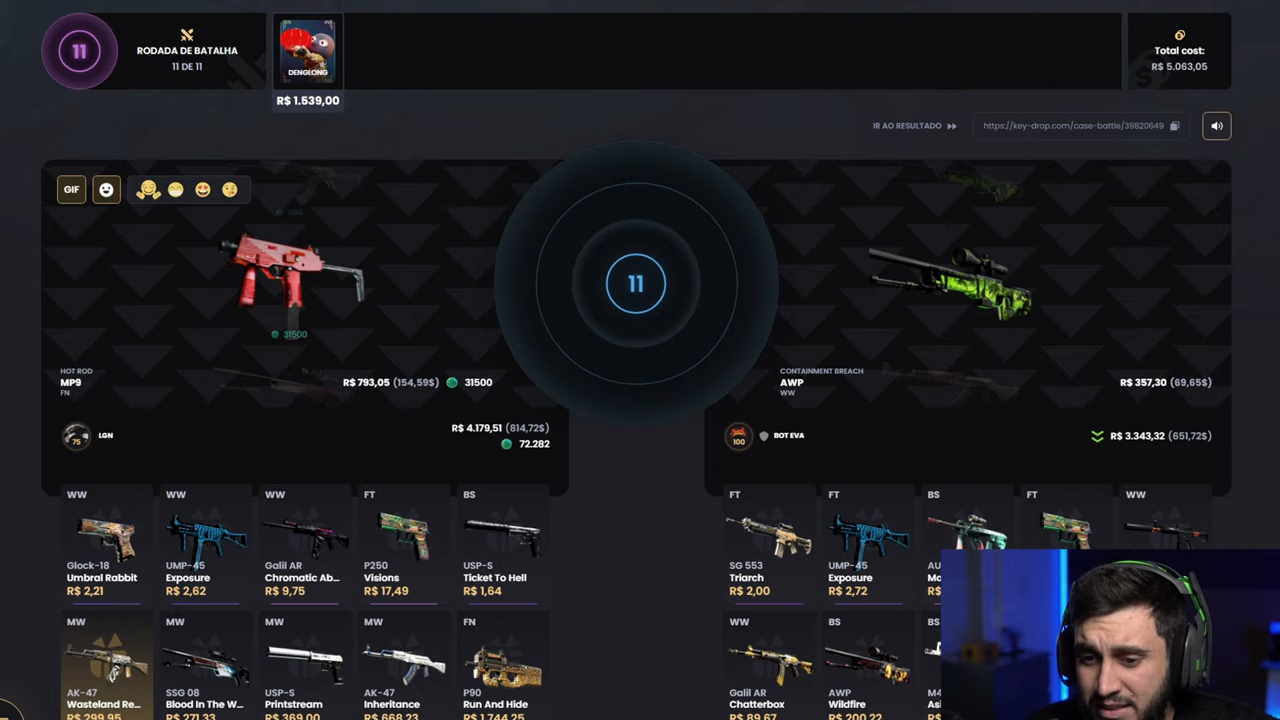 11
RODADA DE BATALHA
11 DE 11
DENGLONG
R$ 1.539,00
Total cost:
R$ 5.063,05
IR AO RESULTADO
https://key-drop.com/case-battle/39820649
GIF
31500
11
HOT ROD
MP9
FN
R$ 793,05 (154,59$) 31500
CONTAINMENT BREACH
AWP
WW
R$ 357,30 (69,65$)
75 LGN
R$ 4.179,51 (814,72$)
72.282
100 BOT EVA
R$ 3.343,32 (651,72$)
WW WW WW FT BS
Glock-18 UMP-45 Galil AR P250 USP-S
Umbral Rabbit Exposure Chromatic Ab... Visions Ticket To Hell
R$ 2,21 R$ 2,62 R$ 9,75 R$ 17,49 R$ 1,64
FT FT BS FT WW
SG 553 UMP-45
Triarch Exposure
R$ 2,00 R$ 2,72
MW MW MW MW FN
AK-47 SSG 08 USP-S AK-47 P90
Wasteland Re... Blood In The W... Printstream Inheritance Run And Hide
R$ 299,95 R$ 271,33 R$ 369,00 R$ 668,23 R$ 1.744,25
WW BS BS
Galil AR AWP
Chatterbox Wildfire
R$ 89,67 R$ 200,22